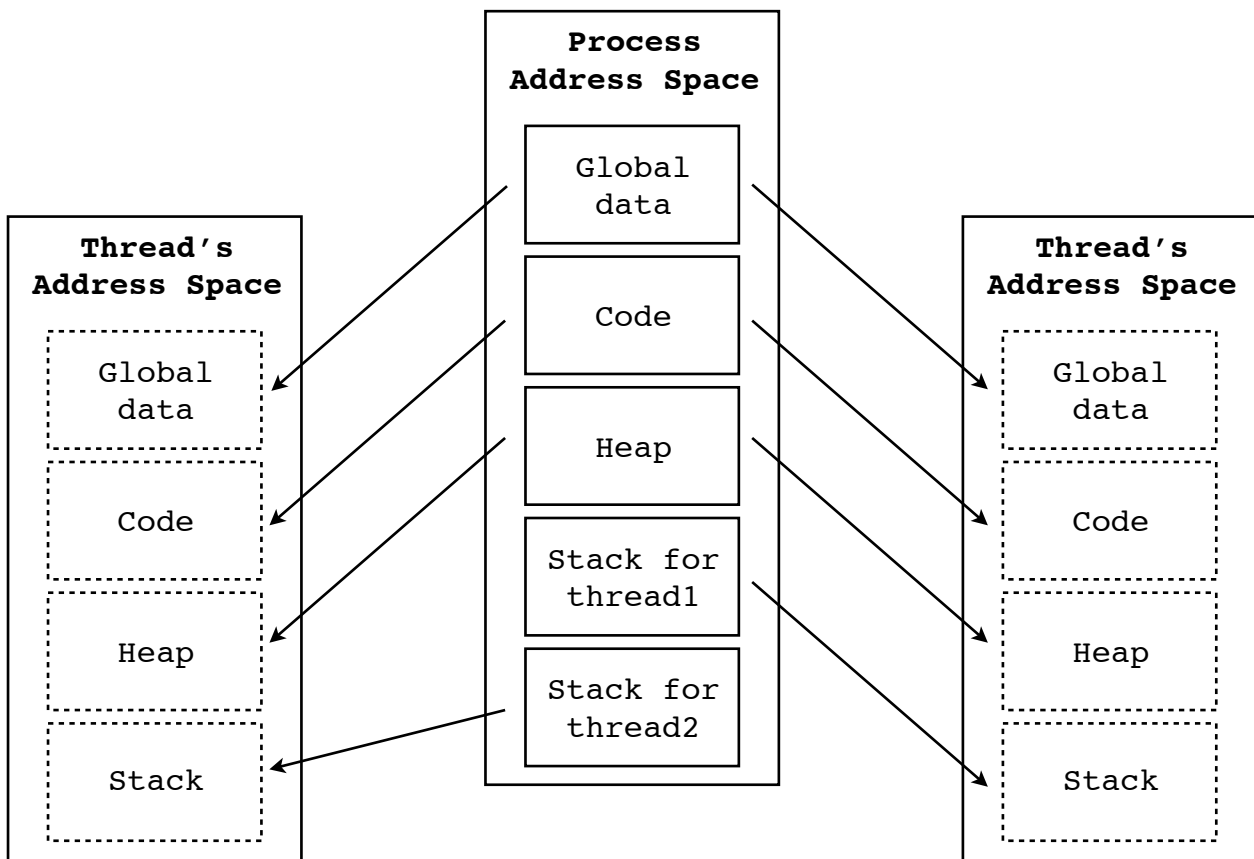 Process
Address Space
Global
data
Code
Heap
Stack for
thread1
Stack for
thread2
Thread’s
Address Space
Global
data
Code
Heap
Stack
Thread’s
Address Space
Global
data
Code
Heap
Stack